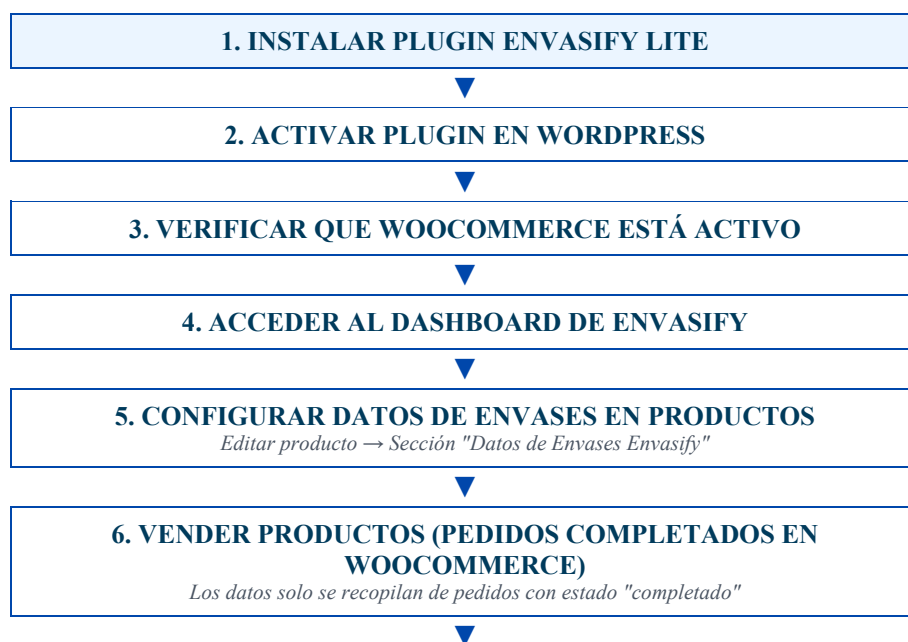 1. INSTALAR PLUGIN ENVASIFY LITE
2. ACTIVAR PLUGIN EN WORDPRESS
3. VERIFICAR QUE WOOCOMMERCE ESTÁ ACTIVO
4. ACCEDER AL DASHBOARD DE ENVASIFY
5. CONFIGURAR DATOS DE ENVASES EN PRODUCTOS
Editar producto → Sección "Datos de Envases Envasify"
6. VENDER PRODUCTOS (PEDIDOS COMPLETADOS EN
WOOCOMMERCE)
Los datos solo se recopilan de pedidos con estado "completado"